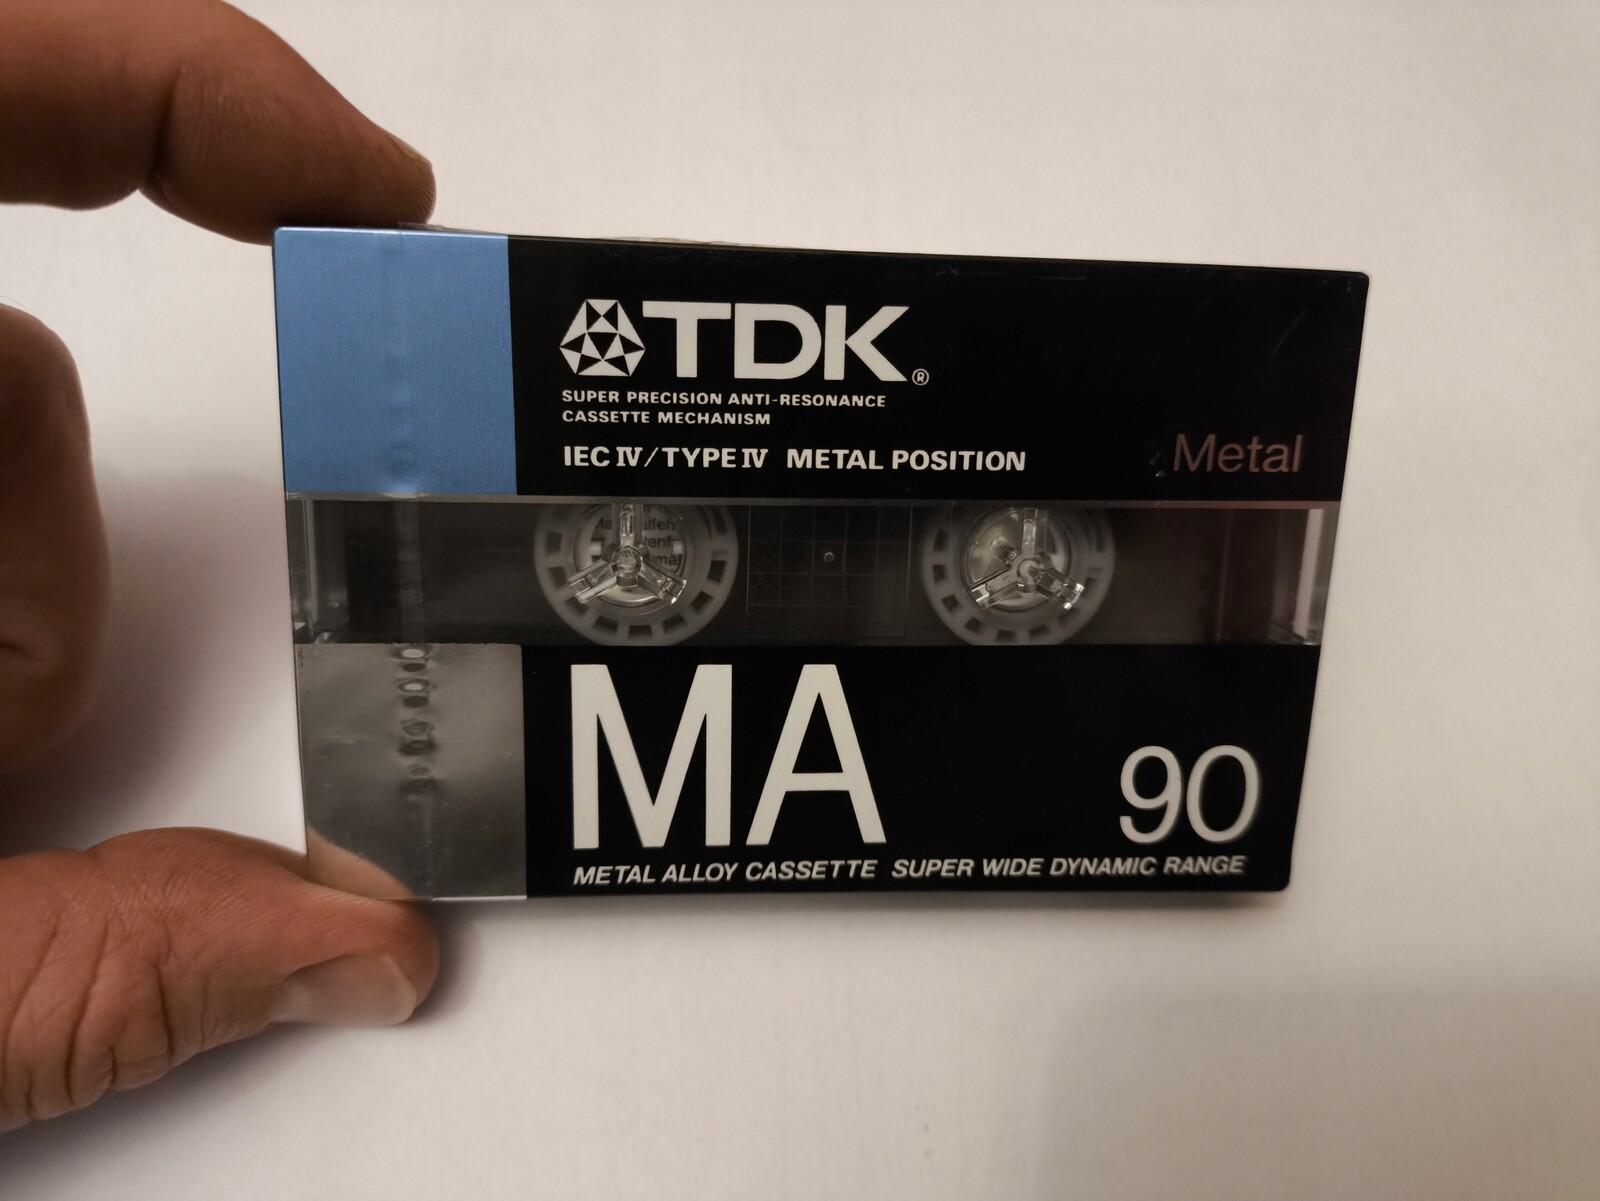 TDK®
SUPER PRECISION ANTI-RESONANCE
CASSETTE MECHANISM
IEC IV/TYPE IV METAL POSITION
Metal
MA
90
METAL ALLOY CASSETTE SUPER WIDE DYNAMIC RANGE